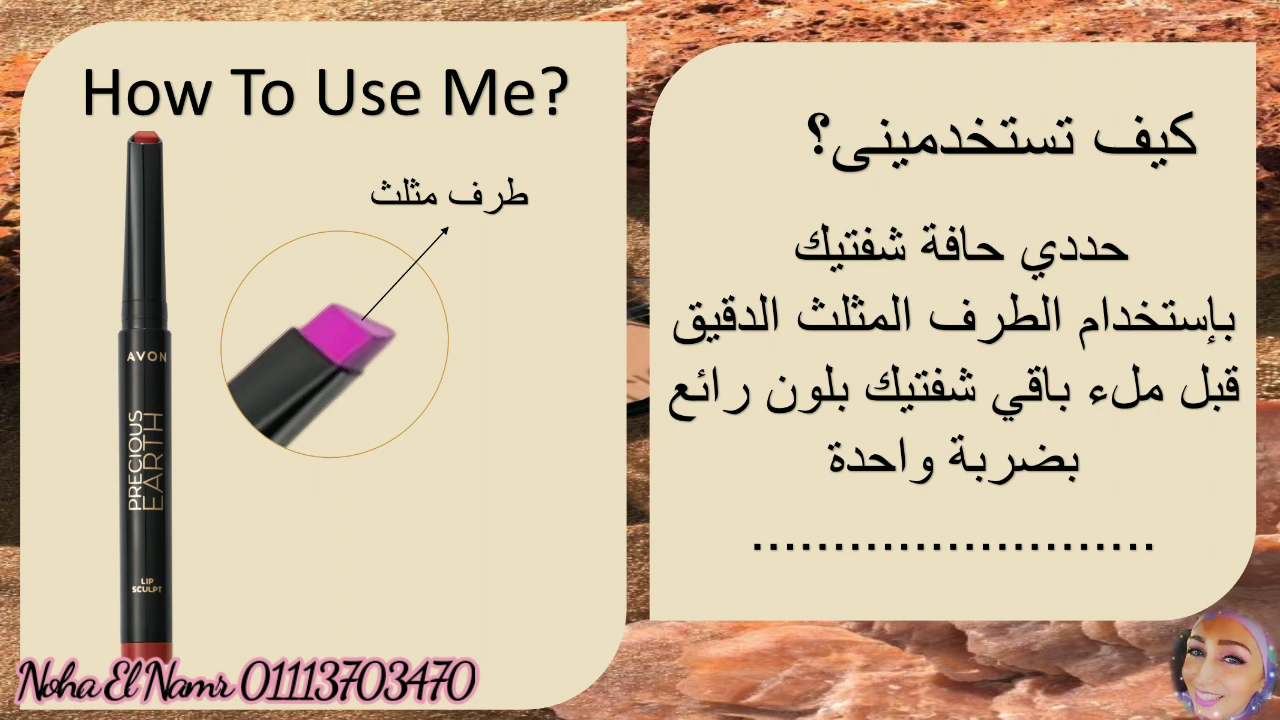 How To Use Me?
طرف مثلث
AVON
PRECIOUS
EARTH
LIP
SCULPT
Noha El Namr 01113703470
كيف تستخدمينى؟
حددي حافة شفتيك
بإستخدام الطرف المثلث الدقيق
قبل ملء باقي شفتيك بلون رائع
بضربة واحدة
.........................